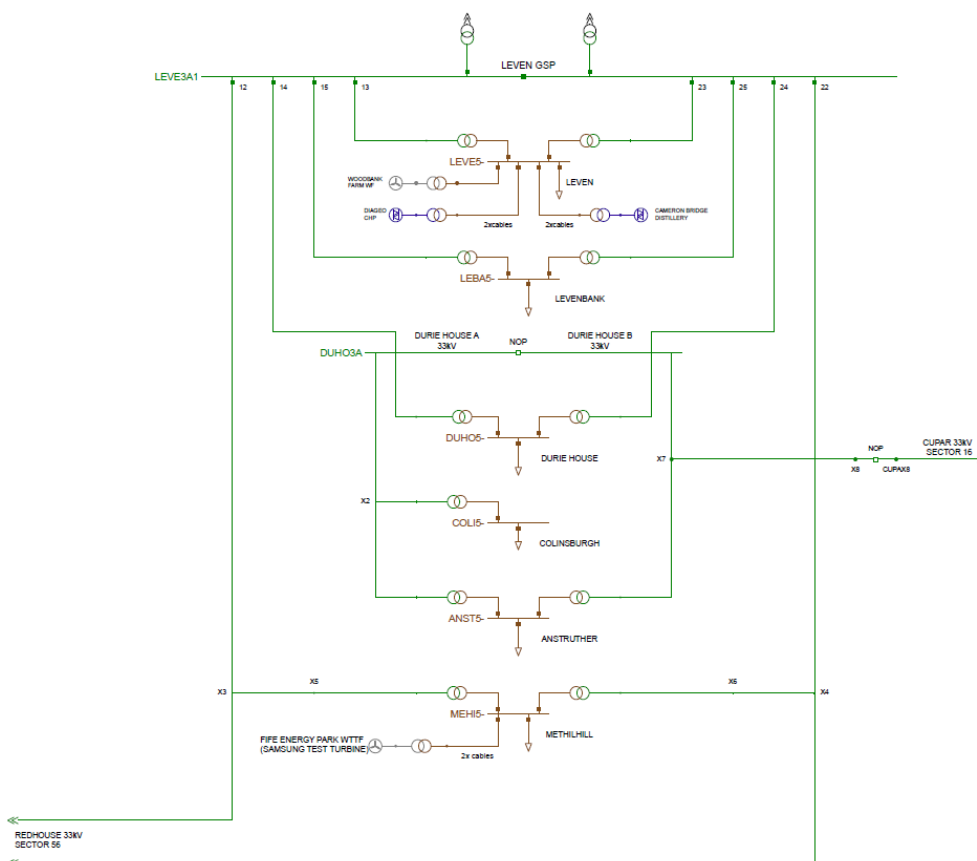 LEVEN GSP
LEVE3A1
12
14
15
13
23
25
24
22
LEVE5-
LEVEN
WOODBANK
FARM WF
DIAGEO
CHP
2xcables
2xcables
CAMERON BRIDGE
DISTILLERY
LEBA5-
LEVENBANK
DURIE HOUSE A
33kV
NOP
DURIE HOUSE B
33kV
DUHO3A
DUHO5-
DURIE HOUSE
X7
NOP
CUPAR 33kV
SECTOR 15
X8
CUPAX8
X2
COLI5-
COLINSBURGH
ANST5-
ANSTRUTHER
X3
X5
X6
X4
MEHI5-
METHILHILL
FIFE ENERGY PARK WTTF
(SAMSUNG TEST TURBINE)
2x cables
REDHOUSE 33kV
SECTOR 56